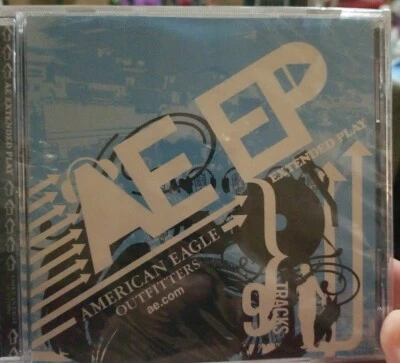 AE EXTENDED PLAY
AE EP
EXTENDED PLAY
AMERICAN EAGLE
OUTFITTERS
ae.com
9
TRACKS